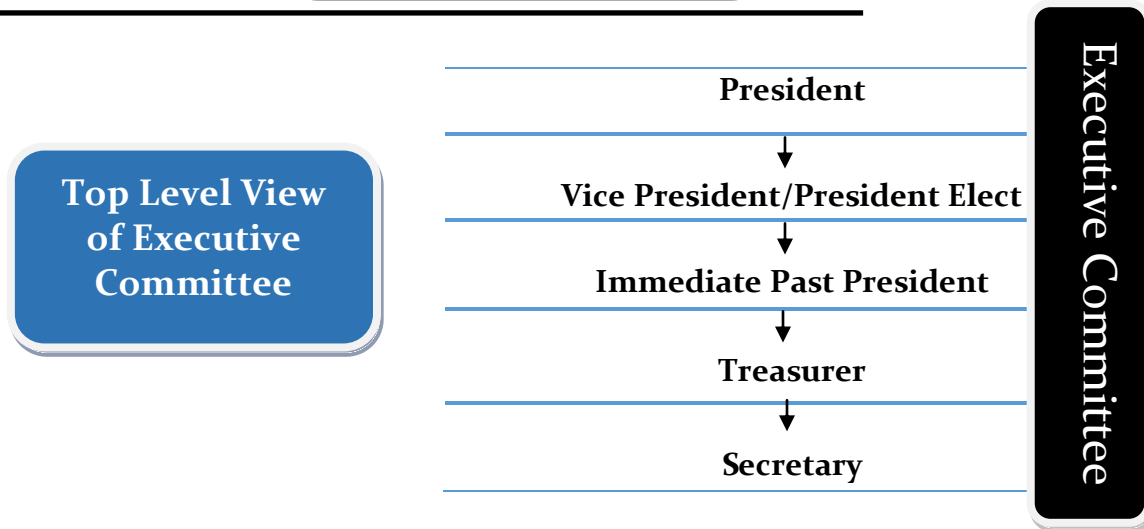 Top Level View
of Executive
Committee
President
Vice President/President Elect
Immediate Past President
Treasurer
Secretary
Executive Committee